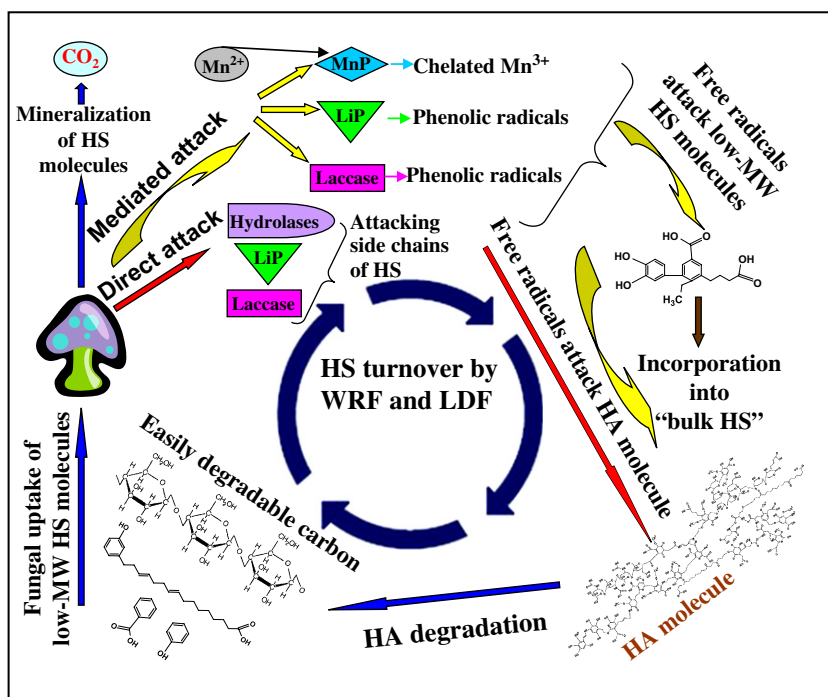 CO₂
Mineralization
of HS
molecules
Mn²⁺
MnP
Chelated Mn³⁺
LiP
Phenolic radicals
Laccase
Phenolic radicals
Mediated attack
Direct attack
Hydrolases
LiP
Laccase
Attacking
side chains
of HS
Free radicals
attack low-MW
HS molecules
HO
HO
HO
O
O
H₃C
OH
O
Incorporation
into
“bulk HS”
Free radicals attack HA molecule
HS turnover by
WRF and LDF
Fungal uptake of
low-MW HS molecules
Easily degradable carbon
HA degradation
HA molecule